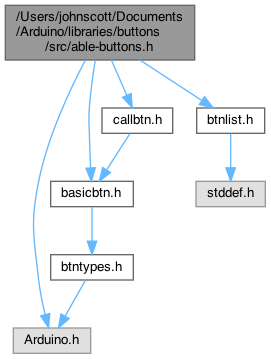 /Users/johnscott/Documents
/Arduino/libraries/buttons
/src/able-buttons.h
callbtn.h
btnlist.h
basicbtn.h
stddef.h
btntypes.h
Arduino.h